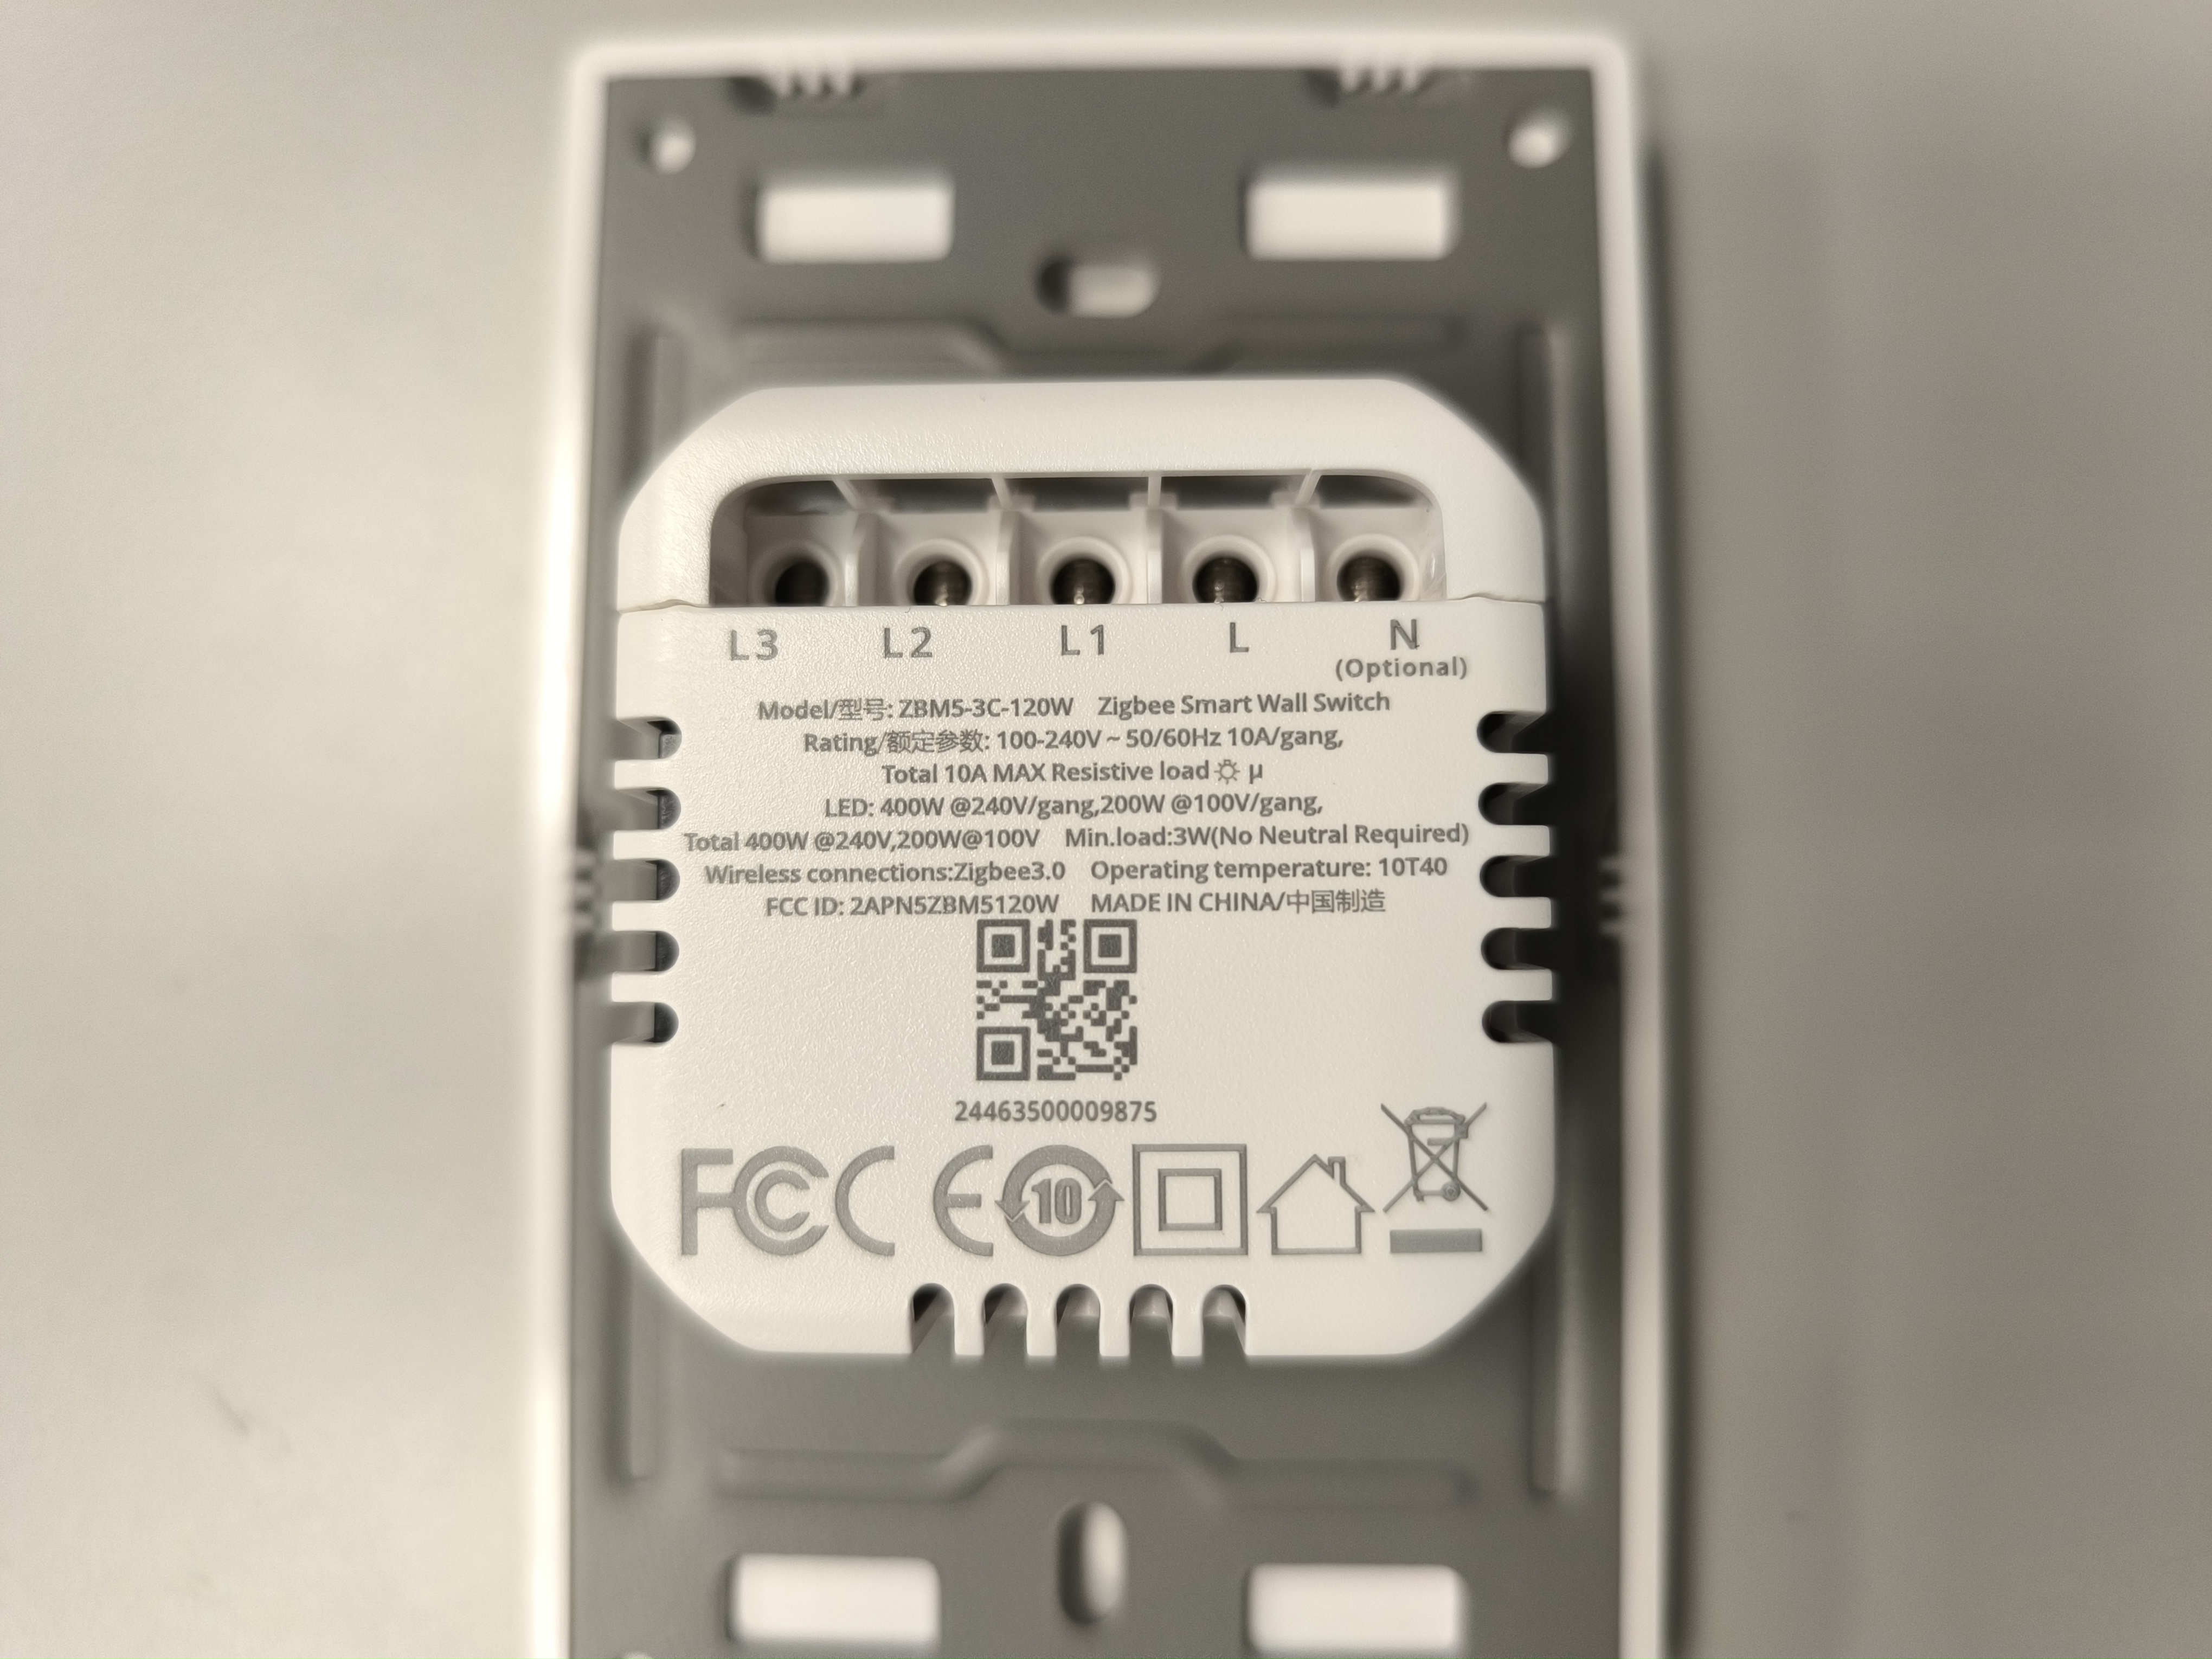 L3 L2 L1 L N
(Optional)
Model/型号: ZBM5-3C-120W Zigbee Smart Wall Switch
Rating/额定参数: 100-240V ~ 50/60Hz 10A/gang,
Total 10A MAX Resistive load µ
LED: 400W @240V/gang,200W @100V/gang,
Total 400W @240V,200W@100V Min.load:3W(No Neutral Required)
Wireless connections:Zigbee3.0 Operating temperature: 10T40
FCC ID: 2APN5ZBM5120W MADE IN CHINA/中国制造
24463500009875
FCC CE 10